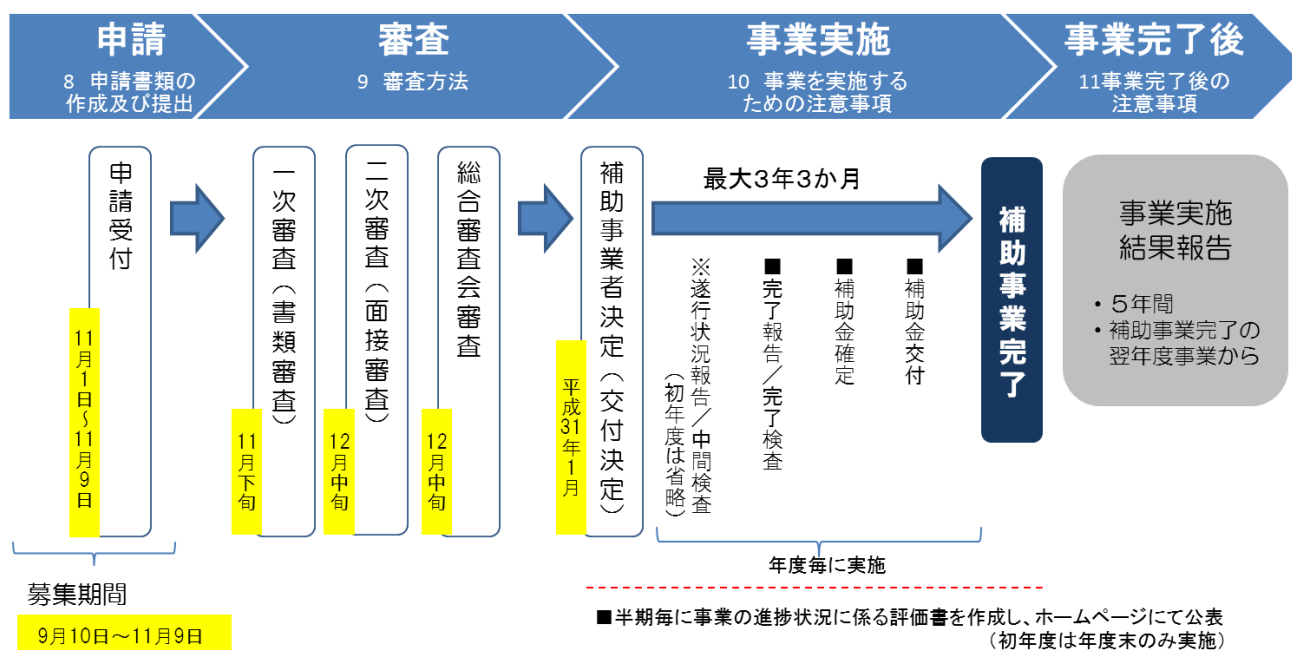 申請
8 申請書類の
作成及び提出
審査
9 審査方法
事業実施
10 事業を実施する
ための注意事項
事業完了後
11事業完了後の
注意事項
申請受付
11月1日～11月9日
募集期間
9月10日～11月9日
一次審査（書類審査）
11月下旬
二次審査（面接審査）
12月中旬
総合審査会審査
12月中旬
補助事業者決定（交付決定）
平成31年1月
最大3年3か月
※遂行状況報告／中間検査
（初年度は省略）
■完了報告／完了検査
■補助金確定
■補助金交付
年度毎に実施
■半期毎に事業の進捗状況に係る評価書を作成し、ホームページにて公表
（初年度は年度末のみ実施）
補助事業完了
事業実施
結果報告
・５年間
・補助事業完了の
翌年度事業から